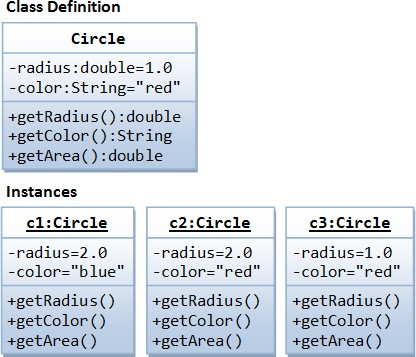 Class Definition
Circle
-radius:double=1.0
-color:String="red"
+getRadius():double
+getColor():String
+getArea():double
Instances
c1:Circle
-radius=2.0
-color="blue"
+getRadius()
+getColor()
+getArea()
c2:Circle
-radius=2.0
-color="red"
+getRadius()
+getColor()
+getArea()
c3:Circle
-radius=1.0
-color="red"
+getRadius()
+getColor()
+getArea()